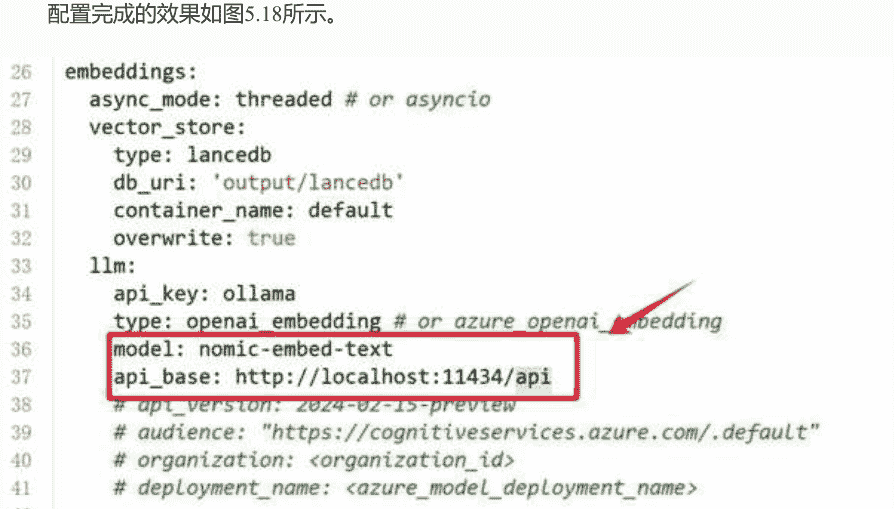 配置完成的效果如图5.18所示。
26 embeddings:
27 async_mode: threaded # or asyncio
28 vector_store:
29 type: lancedb
30 db_uri: 'output/lancedb'
31 container_name: default
32 overwrite: true
33 llm:
34 api_key: ollama
35 type: openai_embedding # or azure_openai_embedding
36 model: nomic-embed-text
37 api_base: http://localhost:11434/api
38 # api_version: 2024-02-15-preview
39 # audience: "https://cognitiveservices.azure.com/.default"
40 # organization: <organization_id>
41 # deployment_name: <azure_model_deployment_name>